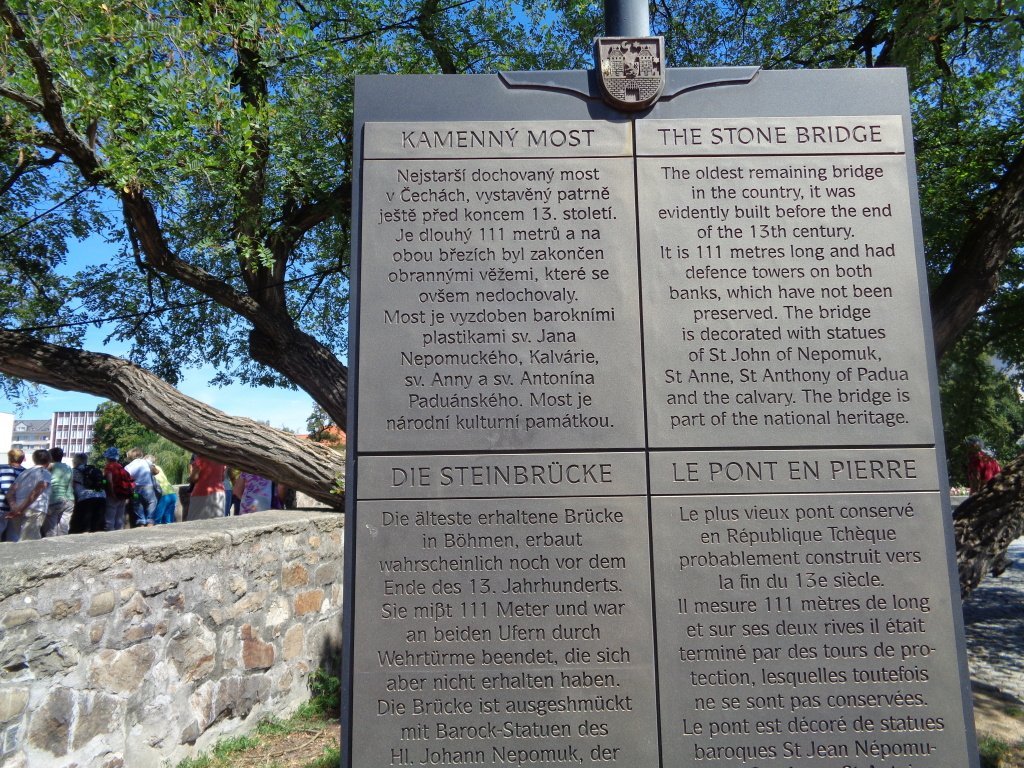 KAMENNÝ MOST
Nejstarší dochovaný most
v Čechách, vystavěný patrně
ještě před koncem 13. století.
Je dlouhý 111 metrů a na
obou březích byl zakončen
obrannými věžemi, které se
ovšem nedochovaly.
Most je vyzdoben barokními
plastikami sv. Jana
Nepomuckého, Kalvárie,
sv. Anny a sv. Antonína
Paduánského. Most je
národní kulturní památkou.
THE STONE BRIDGE
The oldest remaining bridge
in the country, it was
evidently built before the end
of the 13th century.
It is 111 metres long and had
defence towers on both
banks, which have not been
preserved. The bridge
is decorated with statues
of St John of Nepomuk,
St Anne, St Anthony of Padua
and the calvary. The bridge is
part of the national heritage.
DIE STEINBRÜCKE
Die älteste erhaltene Brücke
in Böhmen, erbaut
wahrscheinlich noch vor dem
Ende des 13. Jahrhunderts.
Sie mißt 111 Meter und war
an beiden Ufern durch
Wehrtürme beendet, die sich
aber nicht erhalten haben.
Die Brücke ist ausgeshmückt
mit Barock-Statuen des
Hl. Johann Nepomuk, der
LE PONT EN PIERRE
Le plus vieux pont conservé
en République Tchèque
probablement construit vers
la fin du 13e siècle.
Il mesure 111 mètres de long
et sur ses deux rives il était
terminé par des tours de pro-
tection, lesquelles toutefois
ne se sont pas conservées.
Le pont est décoré de statues
baroques St Jean Népomu-